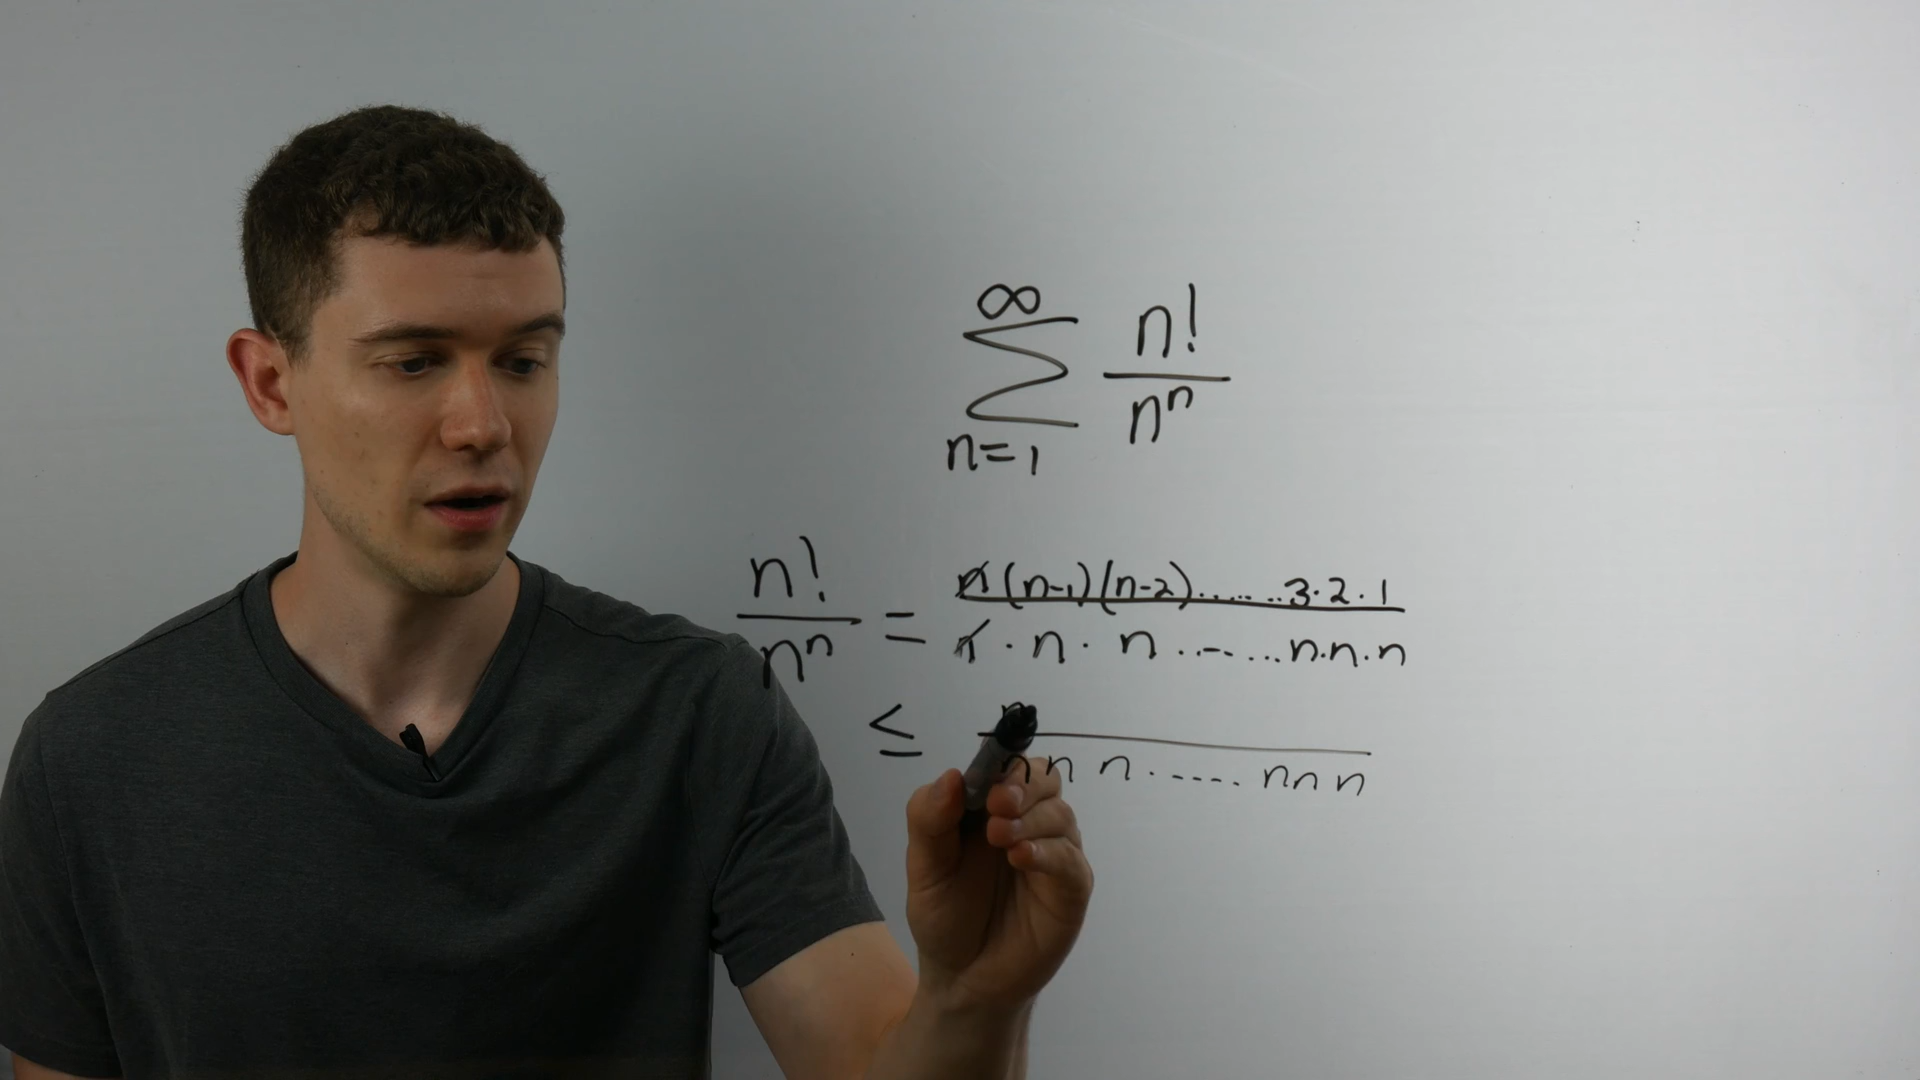 ∞
Σ n!/n^n
n=1
n!/n^n = n(n-1)(n-2)........3·2·1 / n · n · n ........n·n·n
≤ n / n n n ...... n n n